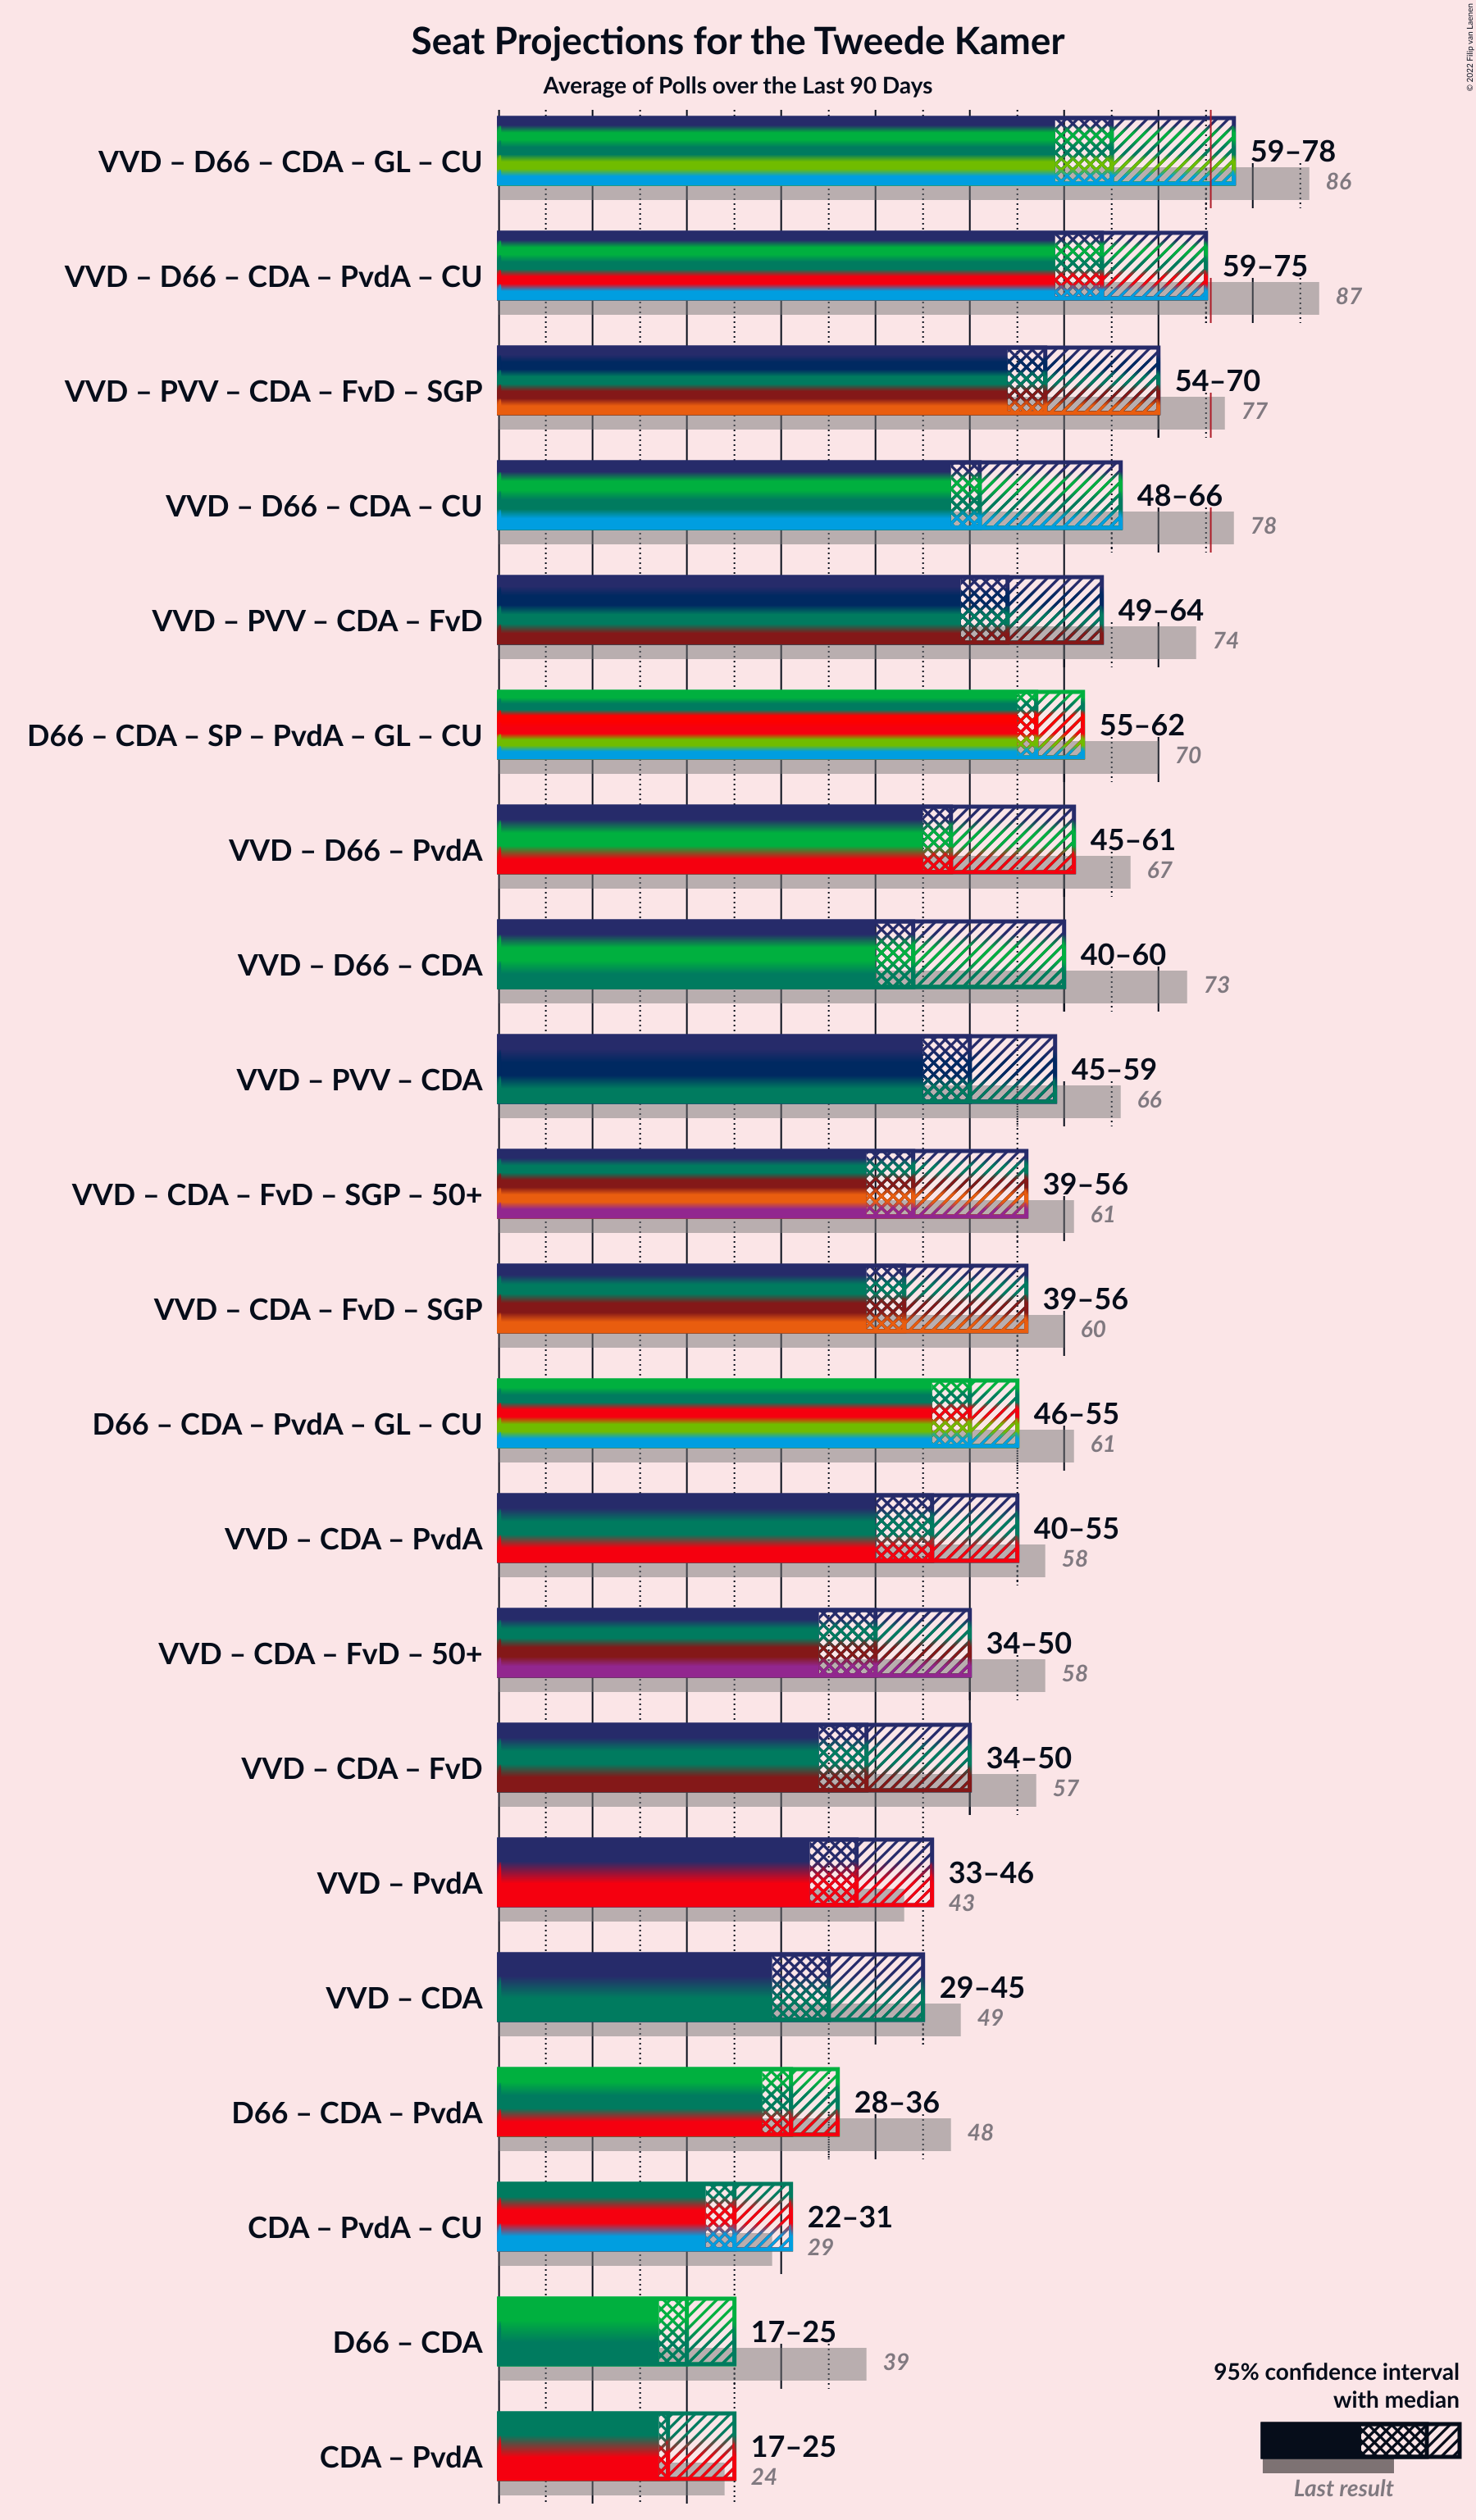 © 2022 Filip van Laenen
Seat Projections for the Tweede Kamer
Average of Polls over the Last 90 Days
VVD – D66 – CDA – GL – CU
59–78
86
VVD – D66 – CDA – PvdA – CU
59–75
87
VVD – PVV – CDA – FvD – SGP
54–70
77
VVD – D66 – CDA – CU
48–66
78
VVD – PVV – CDA – FvD
49–64
74
D66 – CDA – SP – PvdA – GL – CU
55–62
70
VVD – D66 – PvdA
45–61
67
VVD – D66 – CDA
40–60
73
VVD – PVV – CDA
45–59
66
VVD – CDA – FvD – SGP – 50+
39–56
61
VVD – CDA – FvD – SGP
39–56
60
D66 – CDA – PvdA – GL – CU
46–55
61
VVD – CDA – PvdA
40–55
58
VVD – CDA – FvD – 50+
34–50
58
VVD – CDA – FvD
34–50
57
VVD – PvdA
33–46
43
VVD – CDA
29–45
49
D66 – CDA – PvdA
28–36
48
CDA – PvdA – CU
22–31
29
D66 – CDA
17–25
39
CDA – PvdA
17–25
24
95% confidence interval
with median
Last result